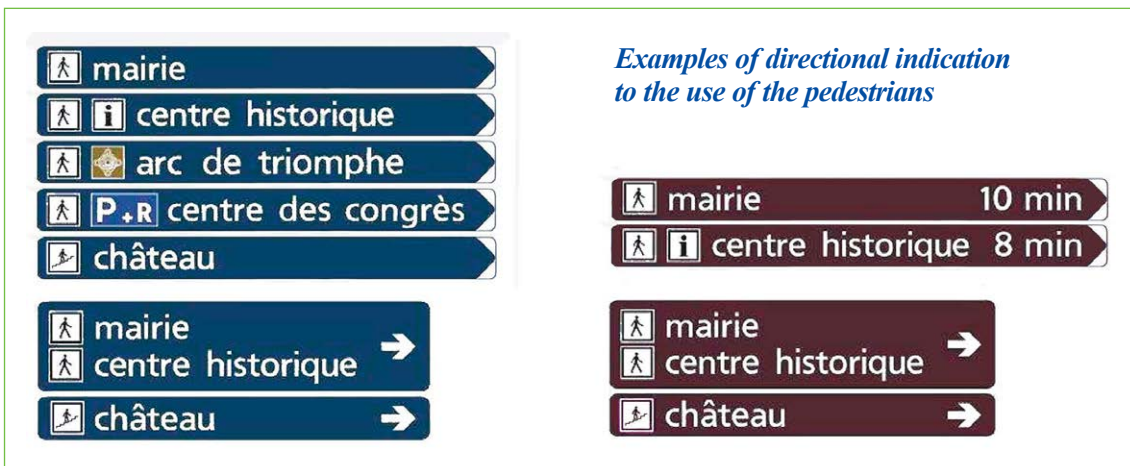 mairie
i centre historique
arc de triomphe
P+R centre des congrès
château
mairie
centre historique
château
Examples of directional indication
to the use of the pedestrians
mairie 10 min
i centre historique 8 min
mairie
centre historique
château